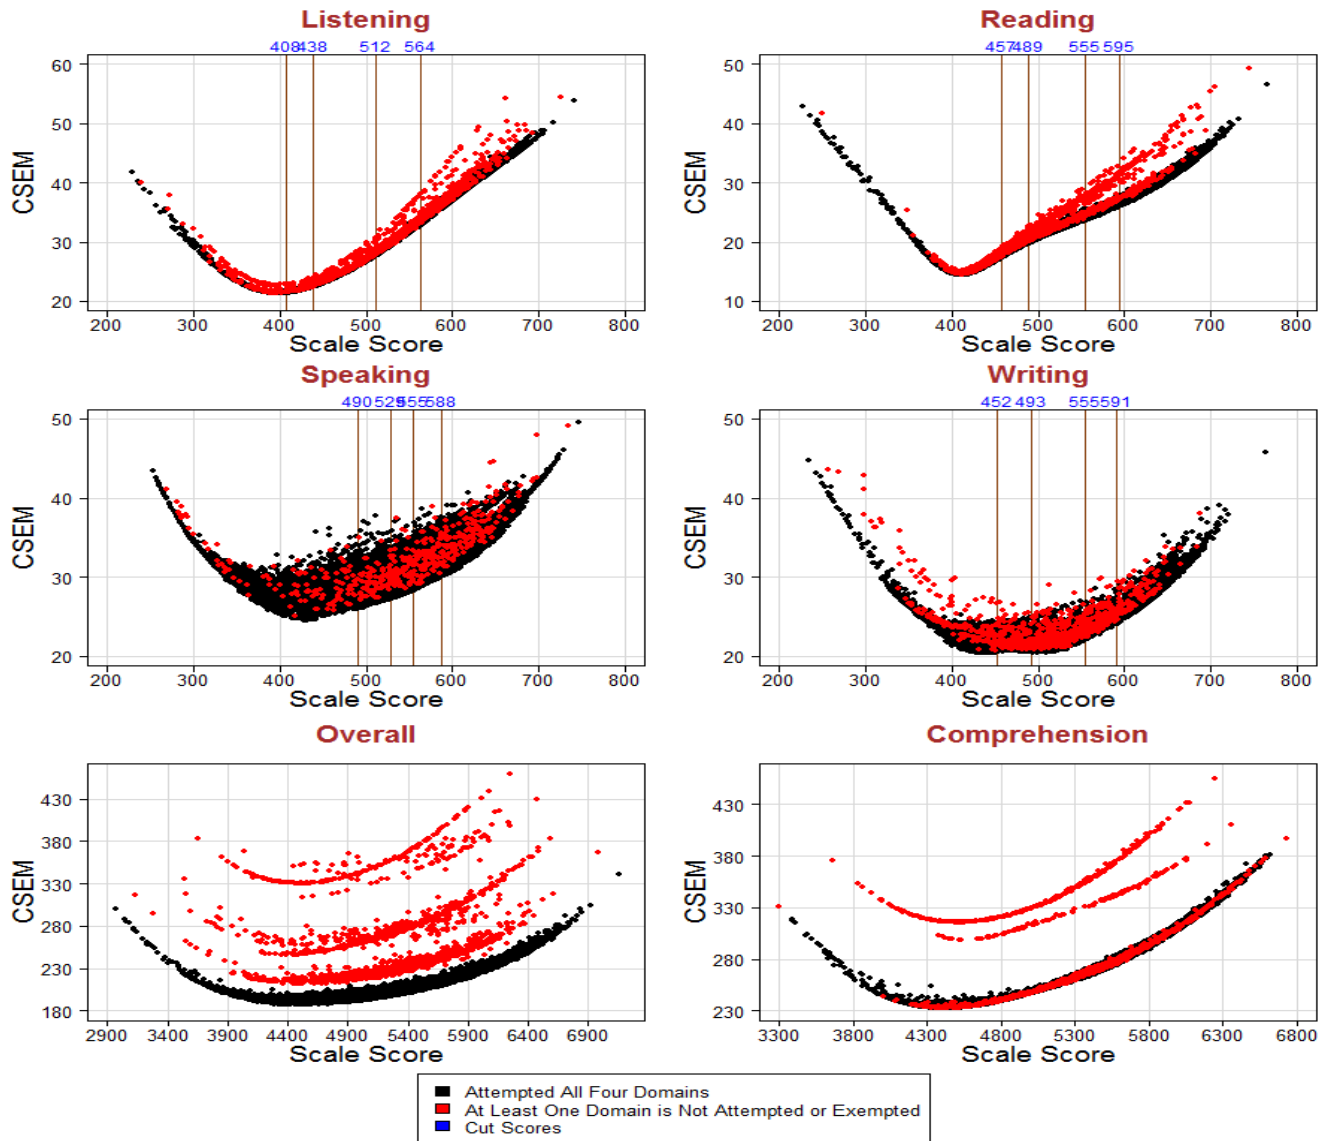 Listening
408 438 512 564
60
50
40
30
20
CSEM
200 300 400 500 600 700 800
Scale Score
Reading
457 489 555 595
50
40
30
20
10
CSEM
200 300 400 500 600 700 800
Scale Score
Speaking
490 529 555 588
50
40
30
20
CSEM
200 300 400 500 600 700 800
Scale Score
Writing
452 493 555 591
50
40
30
20
CSEM
200 300 400 500 600 700 800
Scale Score
Overall
430
380
330
280
230
180
CSEM
2900 3400 3900 4400 4900 5400 5900 6400 6900
Scale Score
Comprehension
430
380
330
280
230
CSEM
3300 3800 4300 4800 5300 5800 6300 6800
Scale Score
Attempted All Four Domains
At Least One Domain is Not Attempted or Exempted
Cut Scores